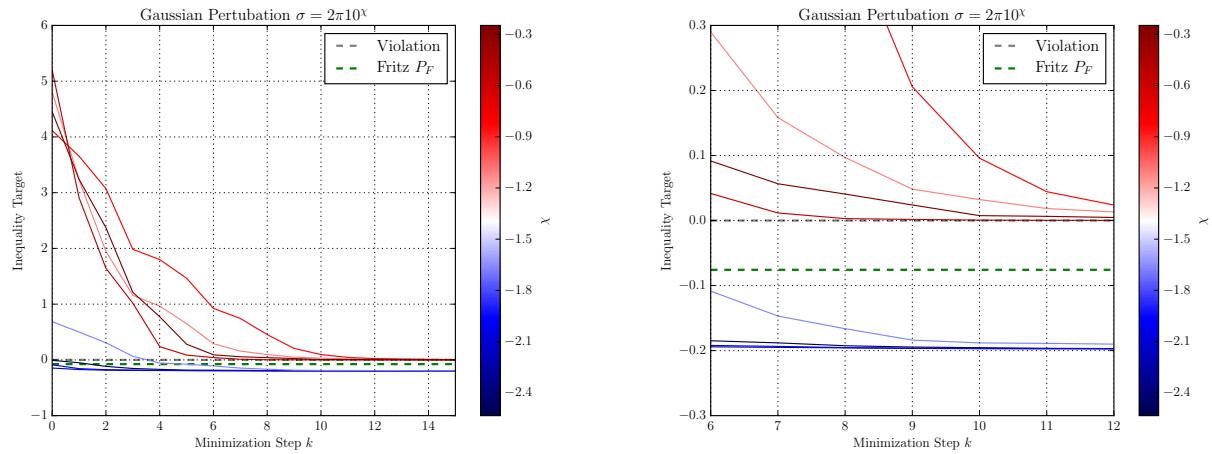 Gaussian Pertubation σ = 2π10^χ
Inequality Target
6
5
4
3
2
1
0
−1
0 2 4 6 8 10 12 14
Minimization Step k
Violation
Fritz P_F
−0.3
−0.6
−0.9
−1.2
−1.5
−1.8
−2.1
−2.4
χ
Gaussian Pertubation σ = 2π10^χ
Inequality Target
0.3
0.2
0.1
0.0
−0.1
−0.2
−0.3
6 7 8 9 10 11 12
Minimization Step k
Violation
Fritz P_F
−0.3
−0.6
−0.9
−1.2
−1.5
−1.8
−2.1
−2.4
χ